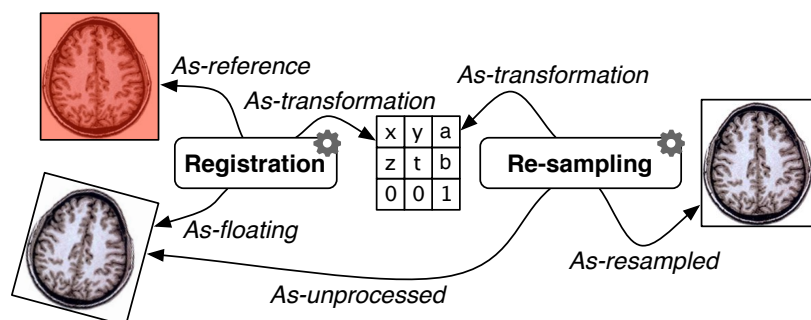 As-reference
As-transformation
As-transformation
x y a
Registration
z t b
Re-sampling
0 0 1
As-floating
As-resampled
As-unprocessed